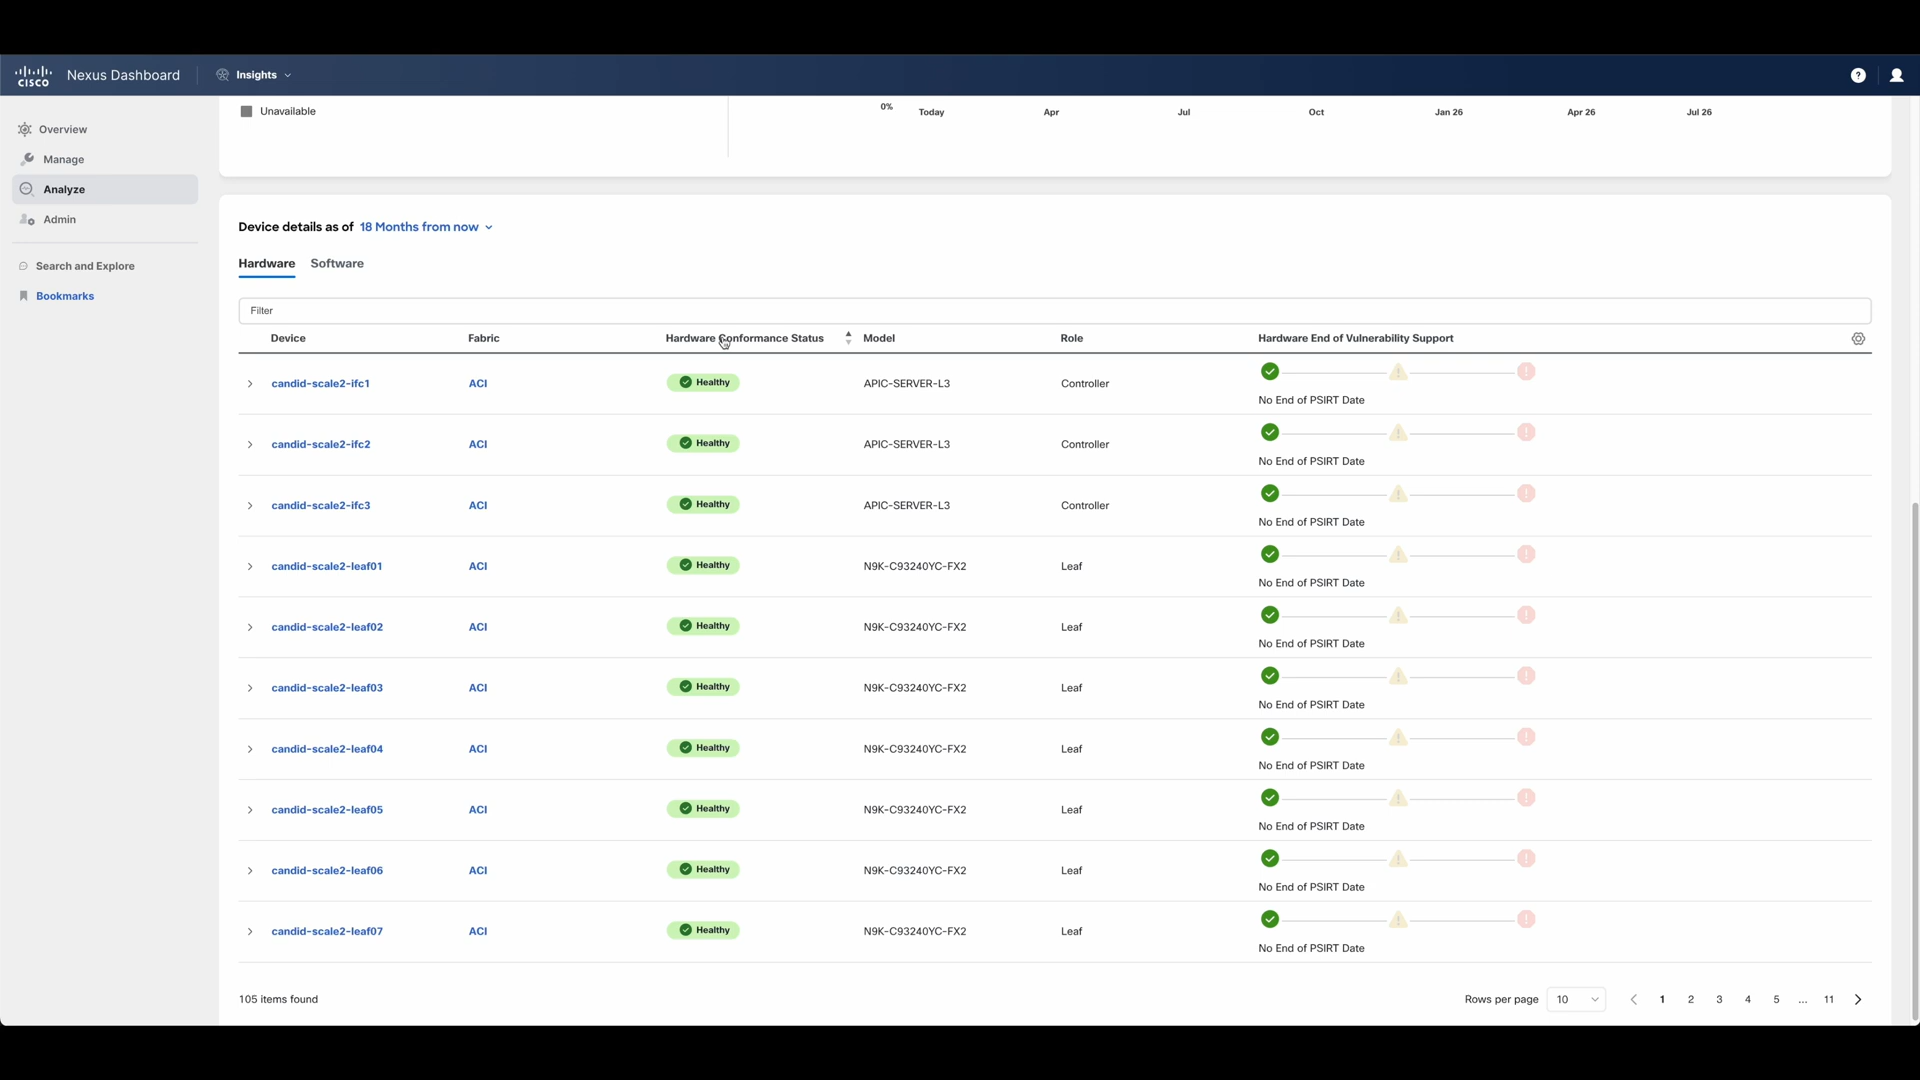 CISCO Nexus Dashboard Insights ?
Overview
Manage
Analyze
Admin
Search and Explore
Bookmarks
Unavailable
0%
Today Apr Jul Oct Jan 26 Apr 26 Jul 26
Device details as of 18 Months from now
Hardware Software
Filter
Device Fabric Hardware Conformance Status Model Role Hardware End of Vulnerability Support
candid-scale2-ifc1 ACI Healthy APIC-SERVER-L3 Controller
No End of PSIRT Date
candid-scale2-ifc2 ACI Healthy APIC-SERVER-L3 Controller
No End of PSIRT Date
candid-scale2-ifc3 ACI Healthy APIC-SERVER-L3 Controller
No End of PSIRT Date
candid-scale2-leaf01 ACI Healthy N9K-C93240YC-FX2 Leaf
No End of PSIRT Date
candid-scale2-leaf02 ACI Healthy N9K-C93240YC-FX2 Leaf
No End of PSIRT Date
candid-scale2-leaf03 ACI Healthy N9K-C93240YC-FX2 Leaf
No End of PSIRT Date
candid-scale2-leaf04 ACI Healthy N9K-C93240YC-FX2 Leaf
No End of PSIRT Date
candid-scale2-leaf05 ACI Healthy N9K-C93240YC-FX2 Leaf
No End of PSIRT Date
candid-scale2-leaf06 ACI Healthy N9K-C93240YC-FX2 Leaf
No End of PSIRT Date
candid-scale2-leaf07 ACI Healthy N9K-C93240YC-FX2 Leaf
No End of PSIRT Date
105 items found Rows per page 10 1 2 3 4 5 ... 11